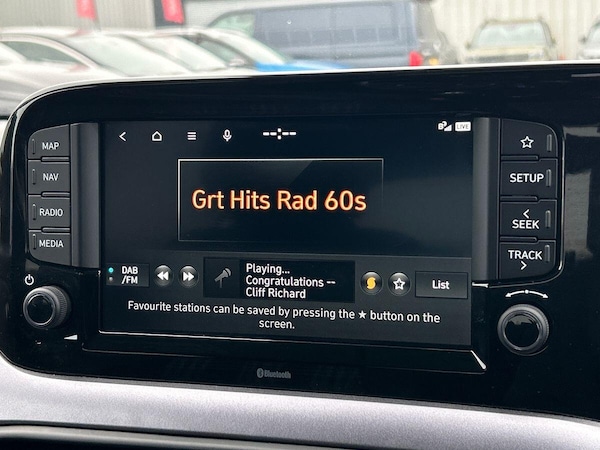 MAP
NAV
RADIO
MEDIA
--:--
LIVE
Grt Hits Rad 60s
DAB
/FM
Playing...
Congratulations --
Cliff Richard
List
Favourite stations can be saved by pressing the ★ button on the
screen.
SETUP
<
SEEK
TRACK
>
Bluetooth